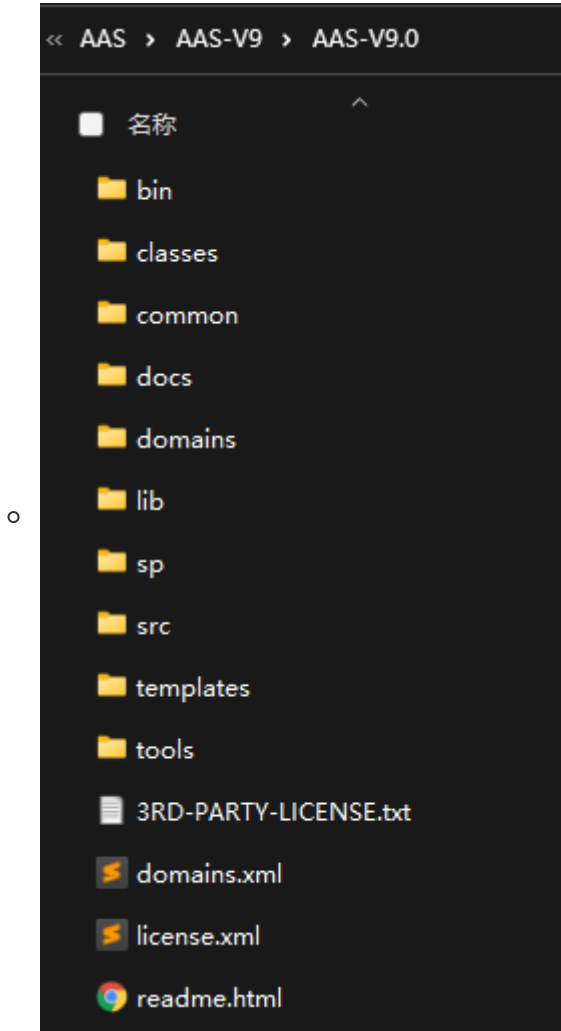 « AAS › AAS-V9 › AAS-V9.0
名称
bin
classes
common
docs
domains
lib
sp
src
templates
tools
3RD-PARTY-LICENSE.txt
domains.xml
license.xml
readme.html